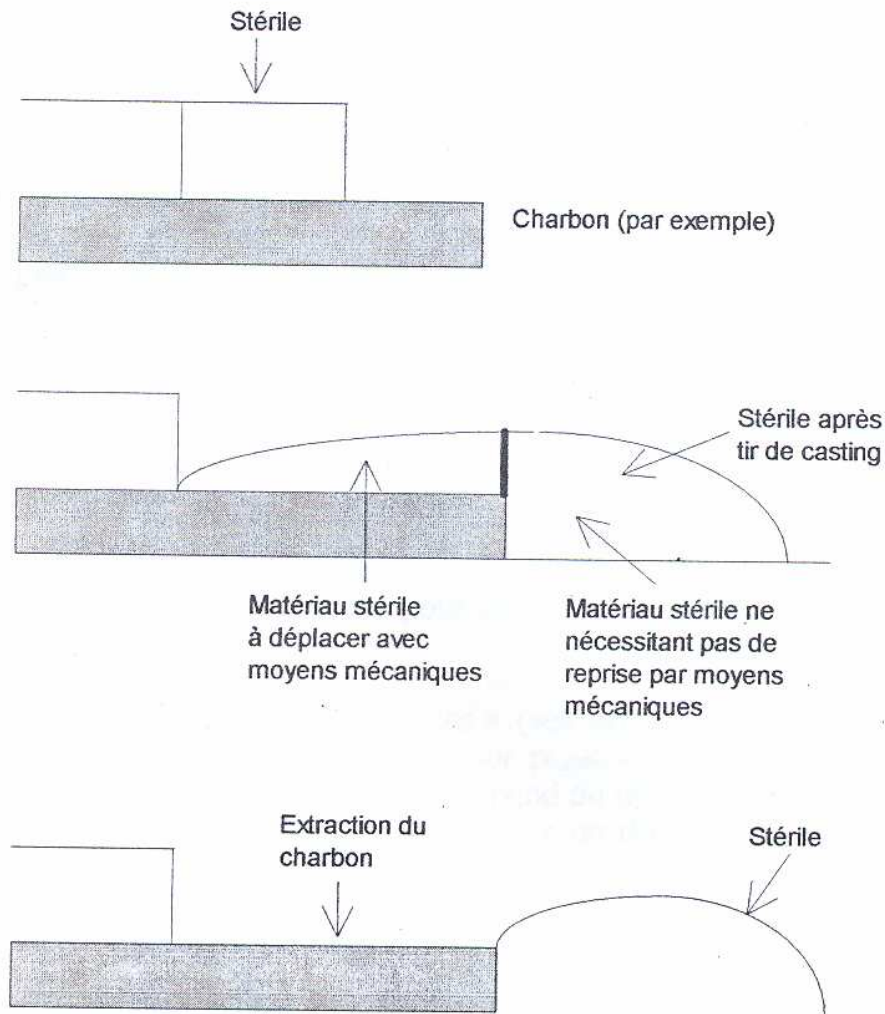 Stérile
Charbon (par exemple)
Stérile après
tir de casting
Matériau stérile
à déplacer avec
moyens mécaniques
Matériau stérile ne
nécessitant pas de
reprise par moyens
mécaniques
Extraction du
charbon
Stérile